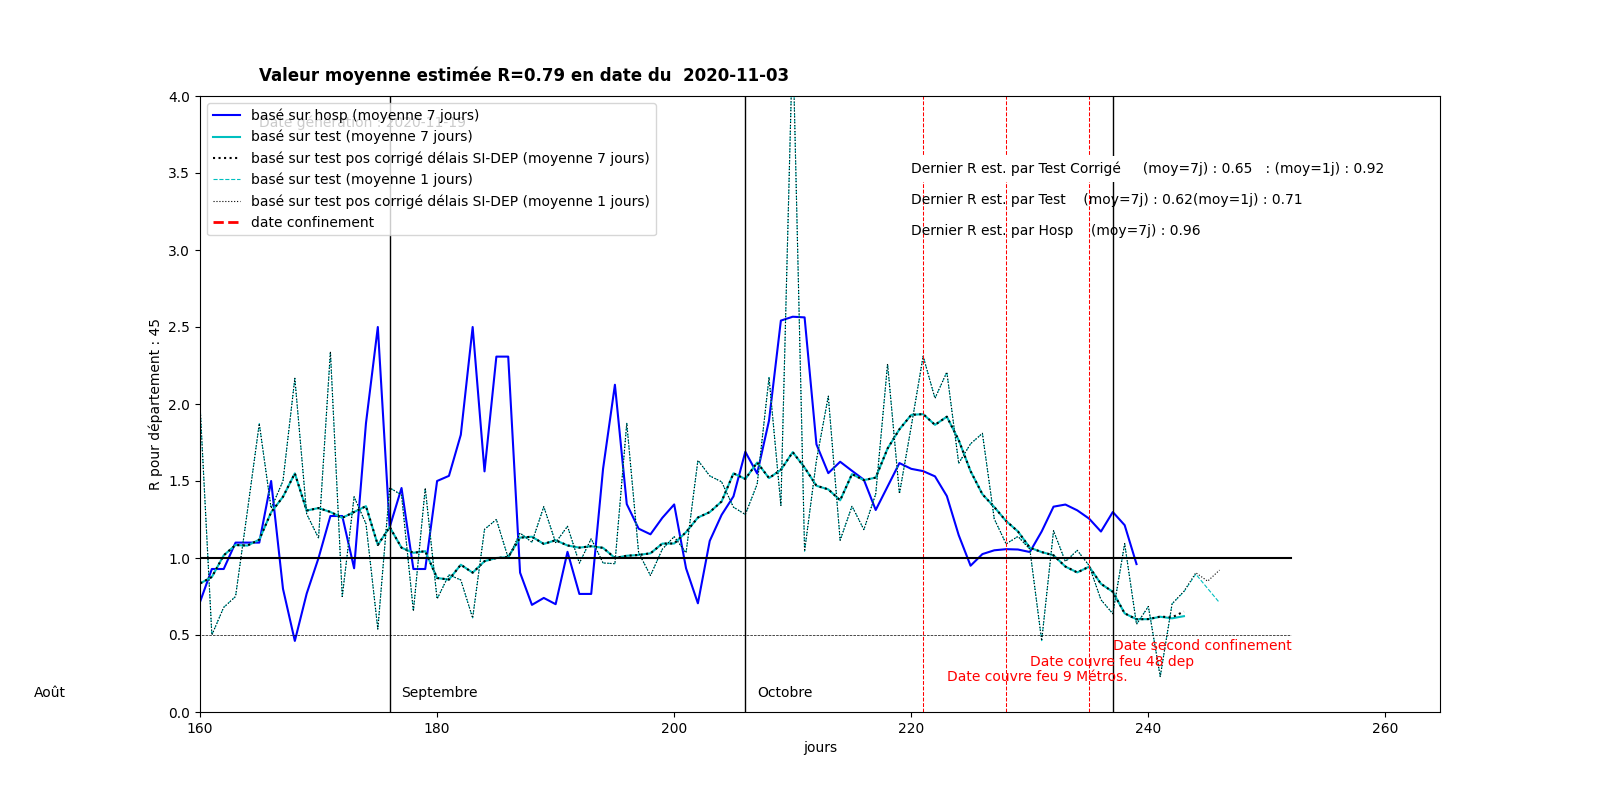 Valeur moyenne estimée R=0.79 en date du  2020-11-03
Date génération : 2020-11-19
basé sur hosp (moyenne 7 jours)
basé sur test (moyenne 7 jours)
basé sur test pos corrigé délais SI-DEP (moyenne 7 jours)
basé sur test (moyenne 1 jours)
basé sur test pos corrigé délais SI-DEP (moyenne 1 jours)
date confinement
Dernier R est. par Test Corrigé (moy=7j) : 0.65 : (moy=1j) : 0.92
Dernier R est. par Test (moy=7j) : 0.62(moy=1j) : 0.71
Dernier R est. par Hosp (moy=7j) : 0.96
R pour département : 45
4.0
3.5
3.0
2.5
2.0
1.5
1.0
0.5
0.0
Date second confinement
Date couvre feu 48 dep
Date couvre feu 9 Métros.
Août
Septembre
Octobre
160
180
200
220
240
260
jours